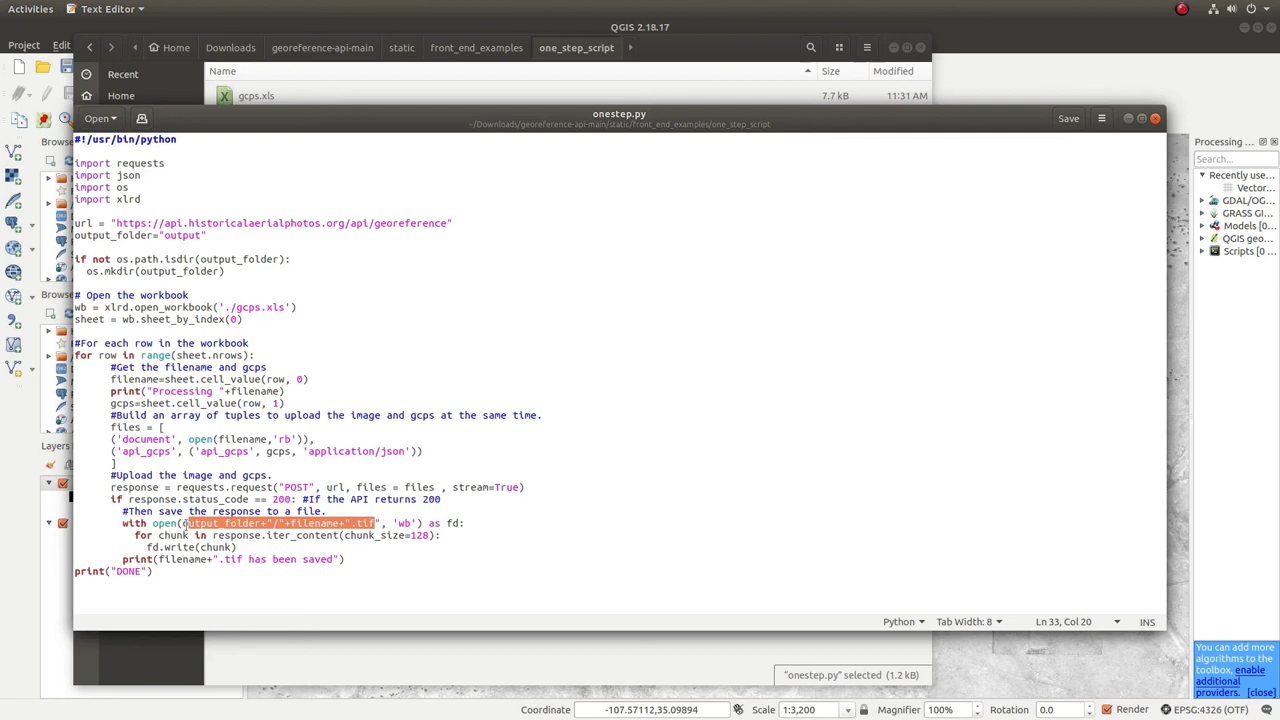 Activities
Text Editor
QGIS 2.18.17
Project
Home
Downloads
georeference-api-main
static
front_end_examples
one_step_script
Recent
Name
Size
Modified
Home
gcps.xls
7.7 kB
11:31 AM
Open
onestep.py
~/Downloads/georeference-api-main/static/front_end_examples/one_step_script
Save
#!/usr/bin/python
import requests
import json
import os
import xlrd
url = "https://api.historicalaerialphotos.org/api/georeference"
output_folder="output"
if not os.path.isdir(output_folder):
os.mkdir(output_folder)
# Open the workbook
wb = xlrd.open_workbook('./gcps.xls')
sheet = wb.sheet_by_index(0)
#For each row in the workbook
for row in range(sheet.nrows):
#Get the filename and gcps
filename=sheet.cell_value(row, 0)
print("Processing "+filename)
gcps=sheet.cell_value(row, 1)
#Build an array of tuples to upload the image and gcps at the same time.
files = [
('document', open(filename,'rb')),
('api_gcps', ('api_gcps', gcps, 'application/json'))
]
#Upload the image and gcps.
response = requests.request("POST", url, files = files , stream=True)
if response.status_code == 200: #If the API returns 200
#Then save the response to a file.
with open(output_folder+"/"+filename+".tif", 'wb') as fd:
for chunk in response.iter_content(chunk_size=128):
fd.write(chunk)
print(filename+".tif has been saved")
print("DONE")
Python
Tab Width: 8
Ln 33, Col 20
INS
"onestep.py" selected (1.2 kB)
Processing ...
Search...
Recently use...
Vector...
GDAL/OG...
GRASS GI...
Models [0...
QGIS geoa...
Scripts [0 ...
You can add more
algorithms to the
toolbox, enable
additional
providers. [close]
Coordinate
-107.57112,35.09894
Scale
1:3,200
Magnifier
100%
Rotation
0.0
Render
EPSG:4326 (OTF)